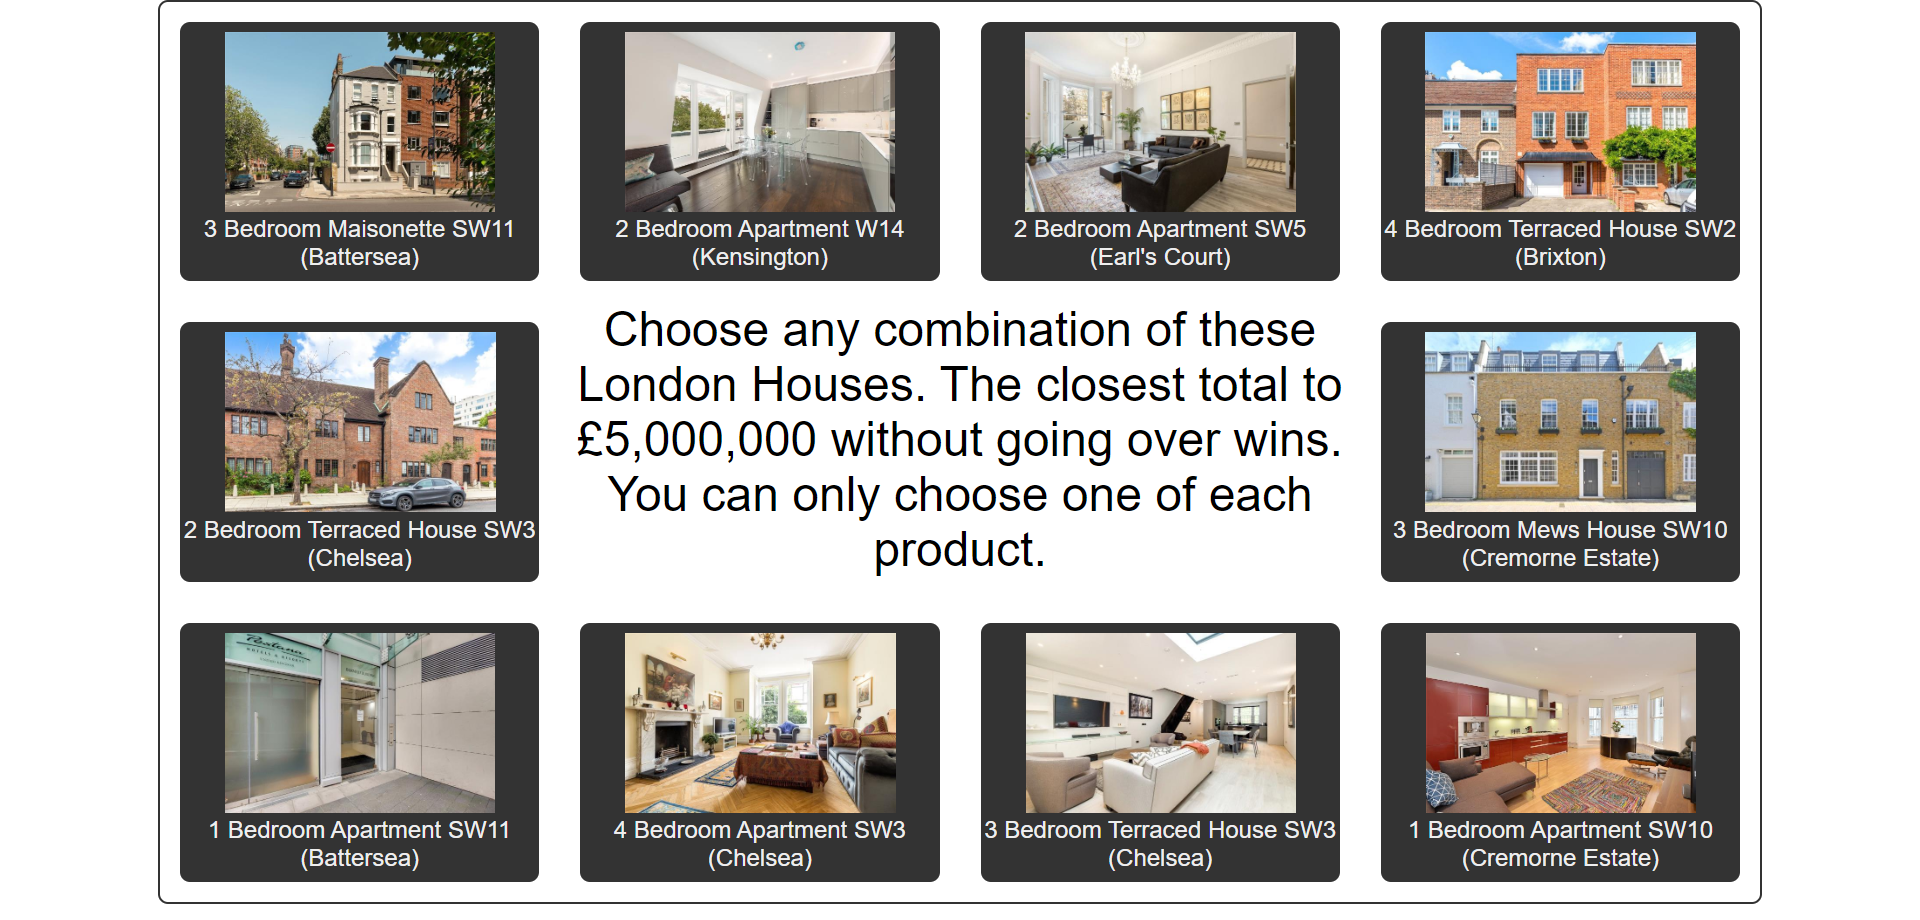 3 Bedroom Maisonette SW11
(Battersea)
2 Bedroom Apartment W14
(Kensington)
2 Bedroom Apartment SW5
(Earl's Court)
4 Bedroom Terraced House SW2
(Brixton)
Choose any combination of these
London Houses. The closest total to
£5,000,000 without going over wins.
You can only choose one of each
product.
2 Bedroom Terraced House SW3
(Chelsea)
3 Bedroom Mews House SW10
(Cremorne Estate)
1 Bedroom Apartment SW11
(Battersea)
4 Bedroom Apartment SW3
(Chelsea)
3 Bedroom Terraced House SW3
(Chelsea)
1 Bedroom Apartment SW10
(Cremorne Estate)